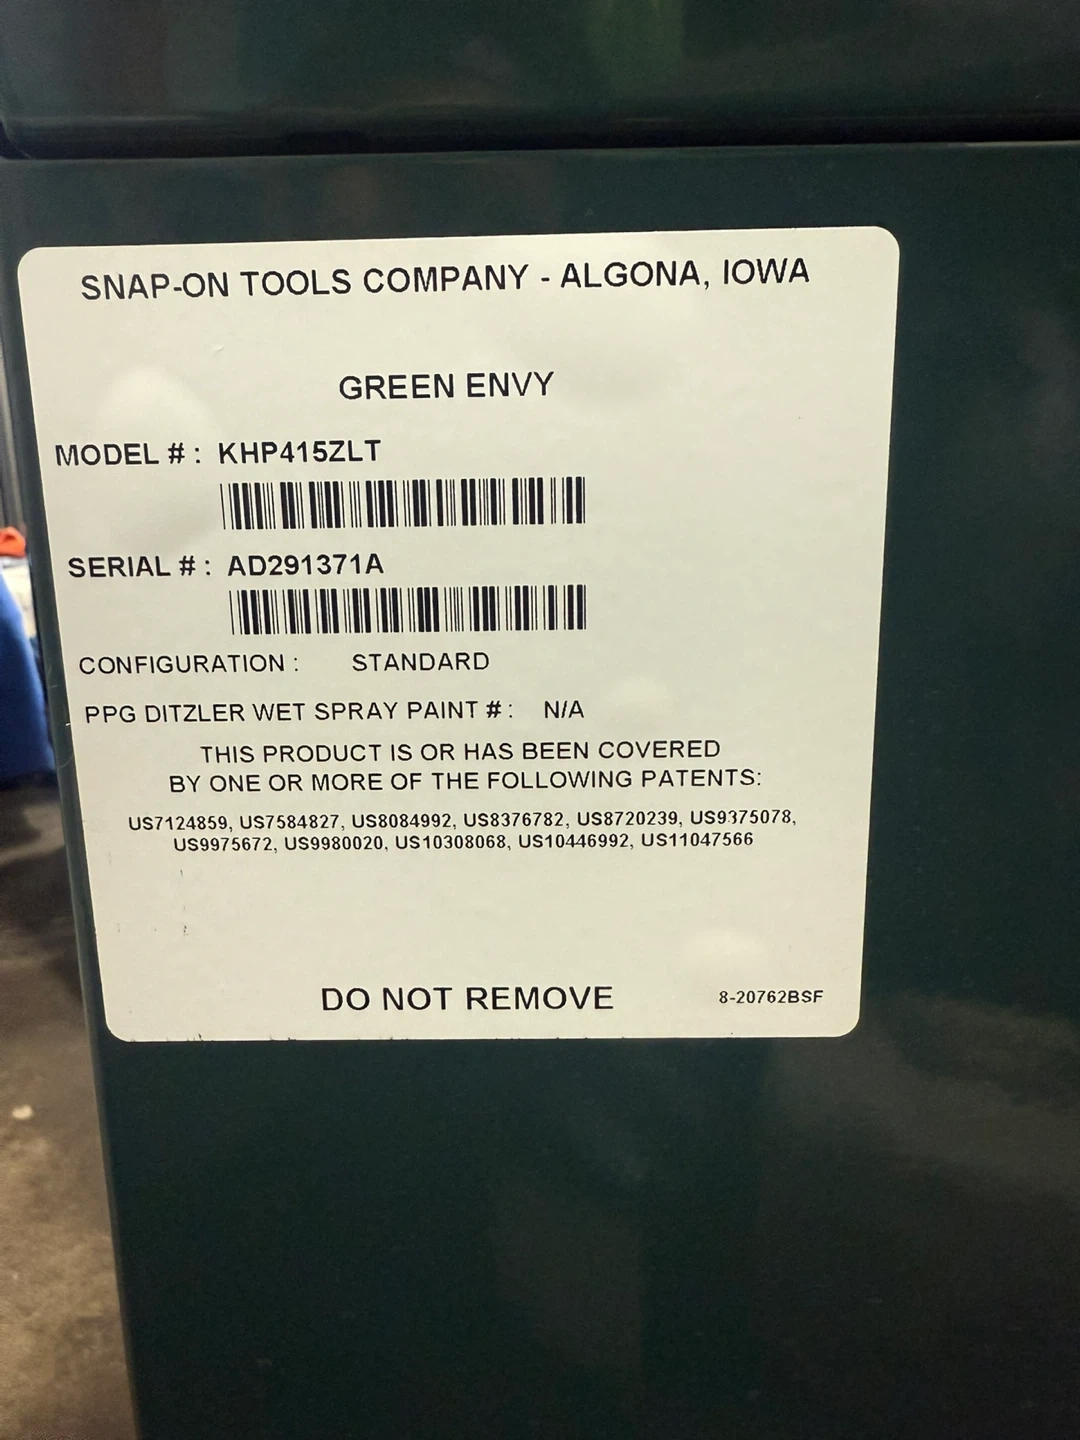 SNAP-ON TOOLS COMPANY - ALGONA, IOWA
GREEN ENVY
MODEL # : KHP415ZLT
SERIAL # : AD291371A
CONFIGURATION : STANDARD
PPG DITZLER WET SPRAY PAINT # : N/A
THIS PRODUCT IS OR HAS BEEN COVERED
BY ONE OR MORE OF THE FOLLOWING PATENTS:
US7124859, US7584827, US8084992, US8376782, US8720239, US9375078,
US9975672, US9980020, US10308068, US10446992, US11047566
DO NOT REMOVE 8-20762BSF